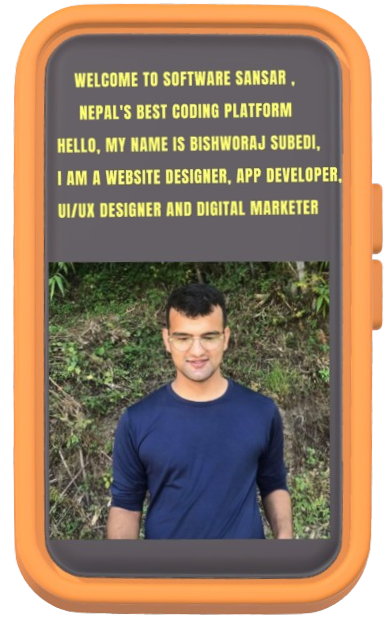 WELCOME TO SOFTWARE SANSAR ,
NEPAL'S BEST CODING PLATFORM
HELLO, MY NAME IS BISHWORAJ SUBEDI,
I AM A WEBSITE DESIGNER, APP DEVELOPER,
UI/UX DESIGNER AND DIGITAL MARKETER